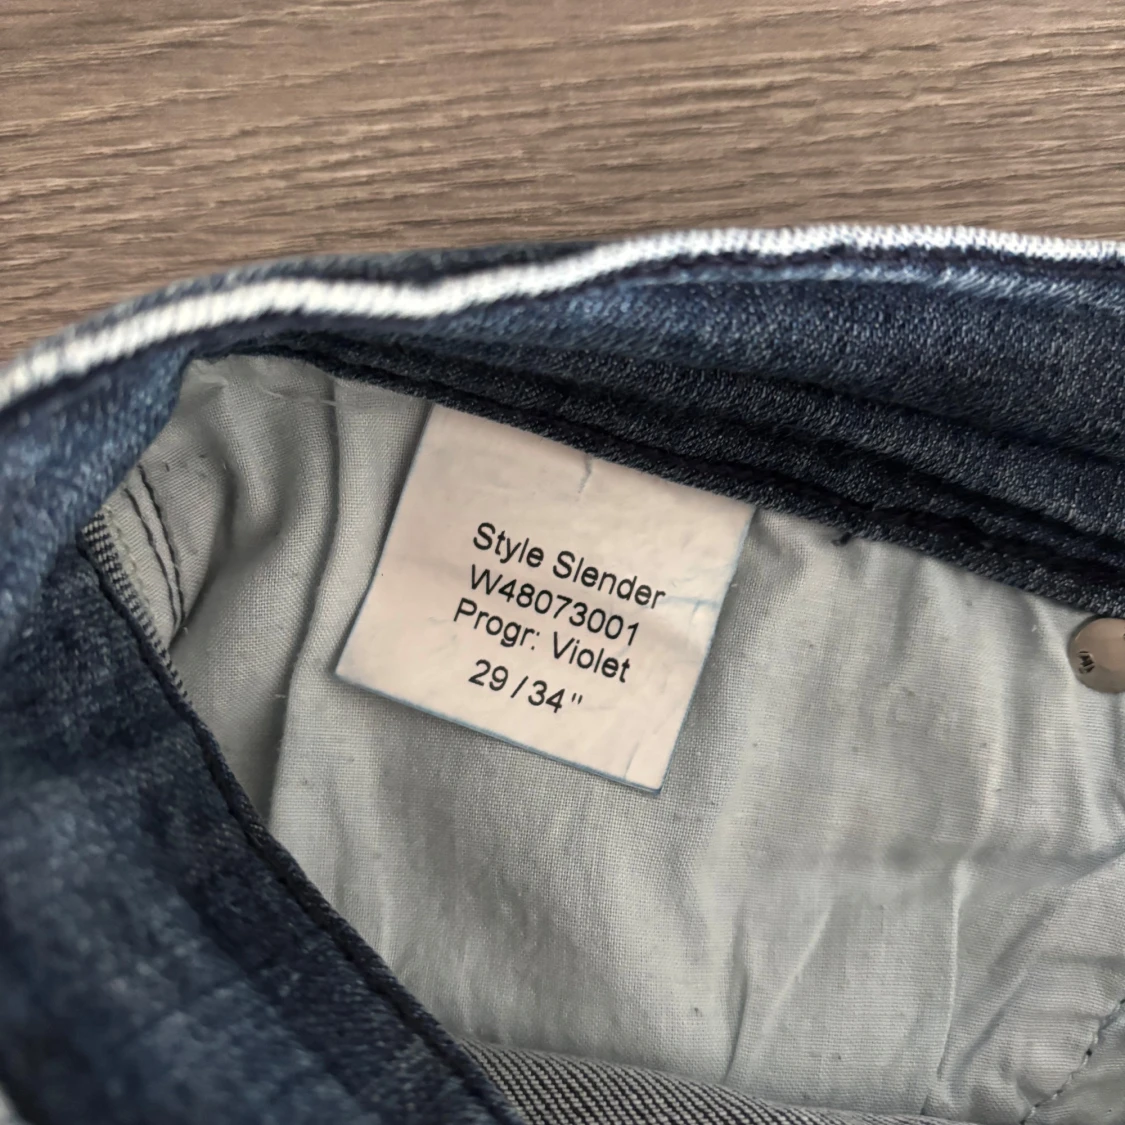 Style Slender
W48073001
Progr: Violet
29/34"